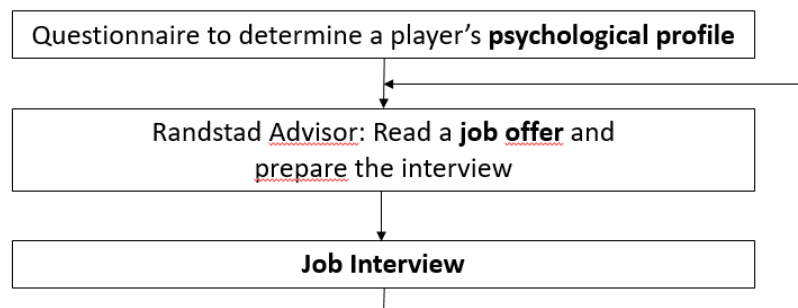 Questionnaire to determine a player's psychological profile
Randstad Advisor: Read a job offer and
prepare the interview
Job Interview